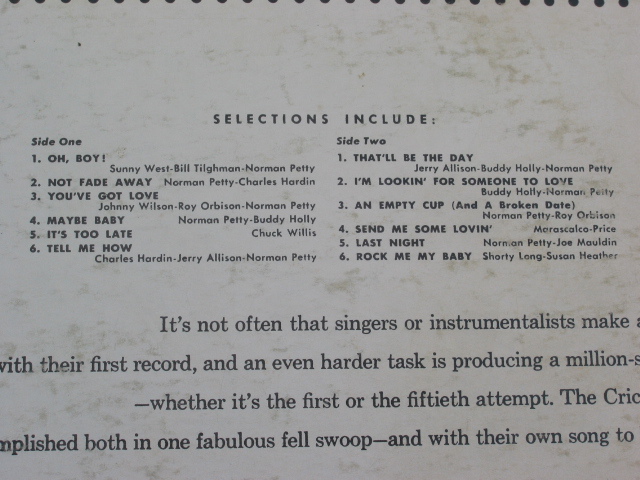 SELECTIONS INCLUDE:
Side One
1. OH, BOY!
Sunny West-Bill Tilghman-Norman Petty
2. NOT FADE AWAY Norman Petty-Charles Hardin
3. YOU'VE GOT LOVE
Johnny Wilson-Roy Orbison-Norman Petty
4. MAYBE BABY Norman Petty-Buddy Holly
5. IT'S TOO LATE Chuck Willis
6. TELL ME HOW
Charles Hardin-Jerry Allison-Norman Petty
Side Two
1. THAT'LL BE THE DAY
Jerry Allison-Buddy Holly-Norman Petty
2. I'M LOOKIN' FOR SOMEONE TO LOVE
Buddy Holly-Norman Petty
3. AN EMPTY CUP (And A Broken Date)
Norman Petty-Roy Orbison
4. SEND ME SOME LOVIN' Marascalco-Price
5. LAST NIGHT Norman Petty-Joe Mauldin
6. ROCK ME MY BABY Shorty Long-Susan Heather
It's not often that singers or instrumentalists make a
with their first record, and an even harder task is producing a million-s
—whether it's the first or the fiftieth attempt. The Cric
mplished both in one fabulous fell swoop—and with their own song to